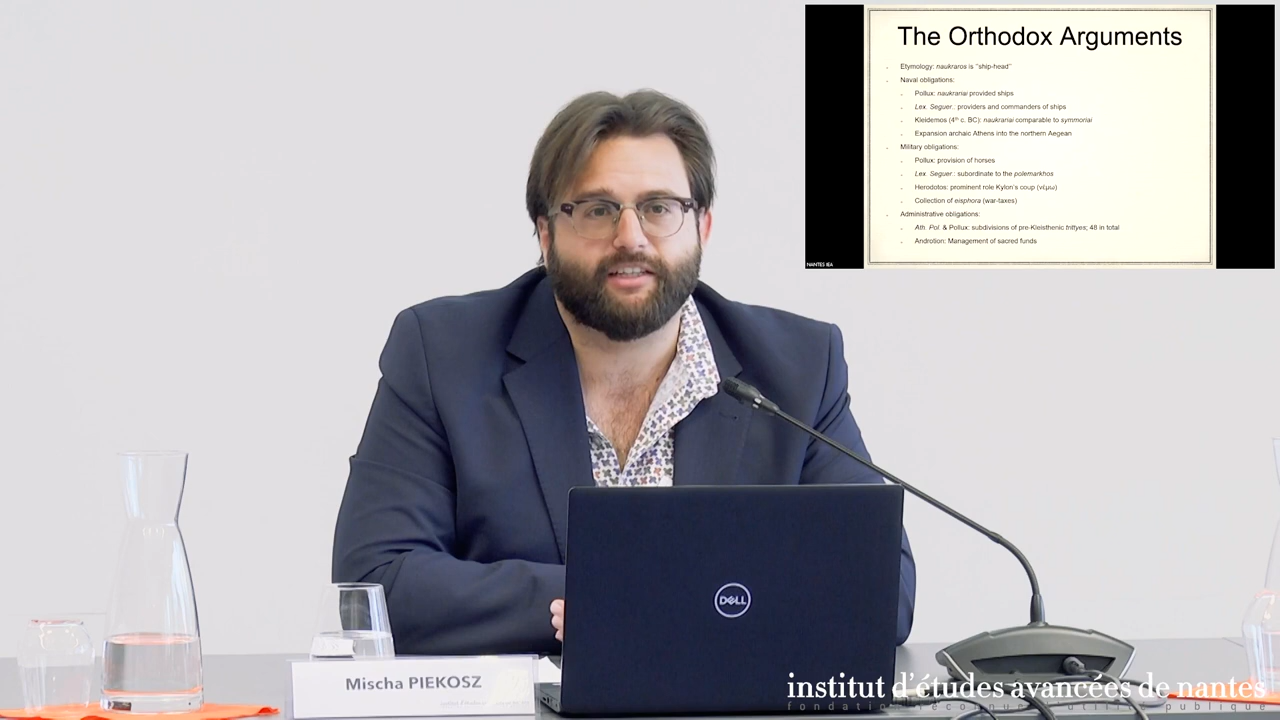 The Orthodox Arguments
Etymology: naukraros is "ship-head"
Naval obligations:
Pollux: naukrariai provided ships
Lex. Seguer.: providers and commanders of ships
Kleidemos (4th c. BC): naukrariai comparable to symmoriai
Expansion archaic Athens into the northern Aegean
Military obligations:
Pollux: provision of horses
Lex. Seguer.: subordinate to the polemarkhos
Herodotos: prominent role Kylon's coup (νέμω)
Collection of eisphora (war-taxes)
Administrative obligations:
Ath. Pol. & Pollux: subdivisions of pre-Kleisthenic trittyes; 48 in total
Androtion: Management of sacred funds
NANTES IEA
DELL
Mischa PIEKOSZ
institut d'études avancées de nantes
fondation reconnue d'utilité publique